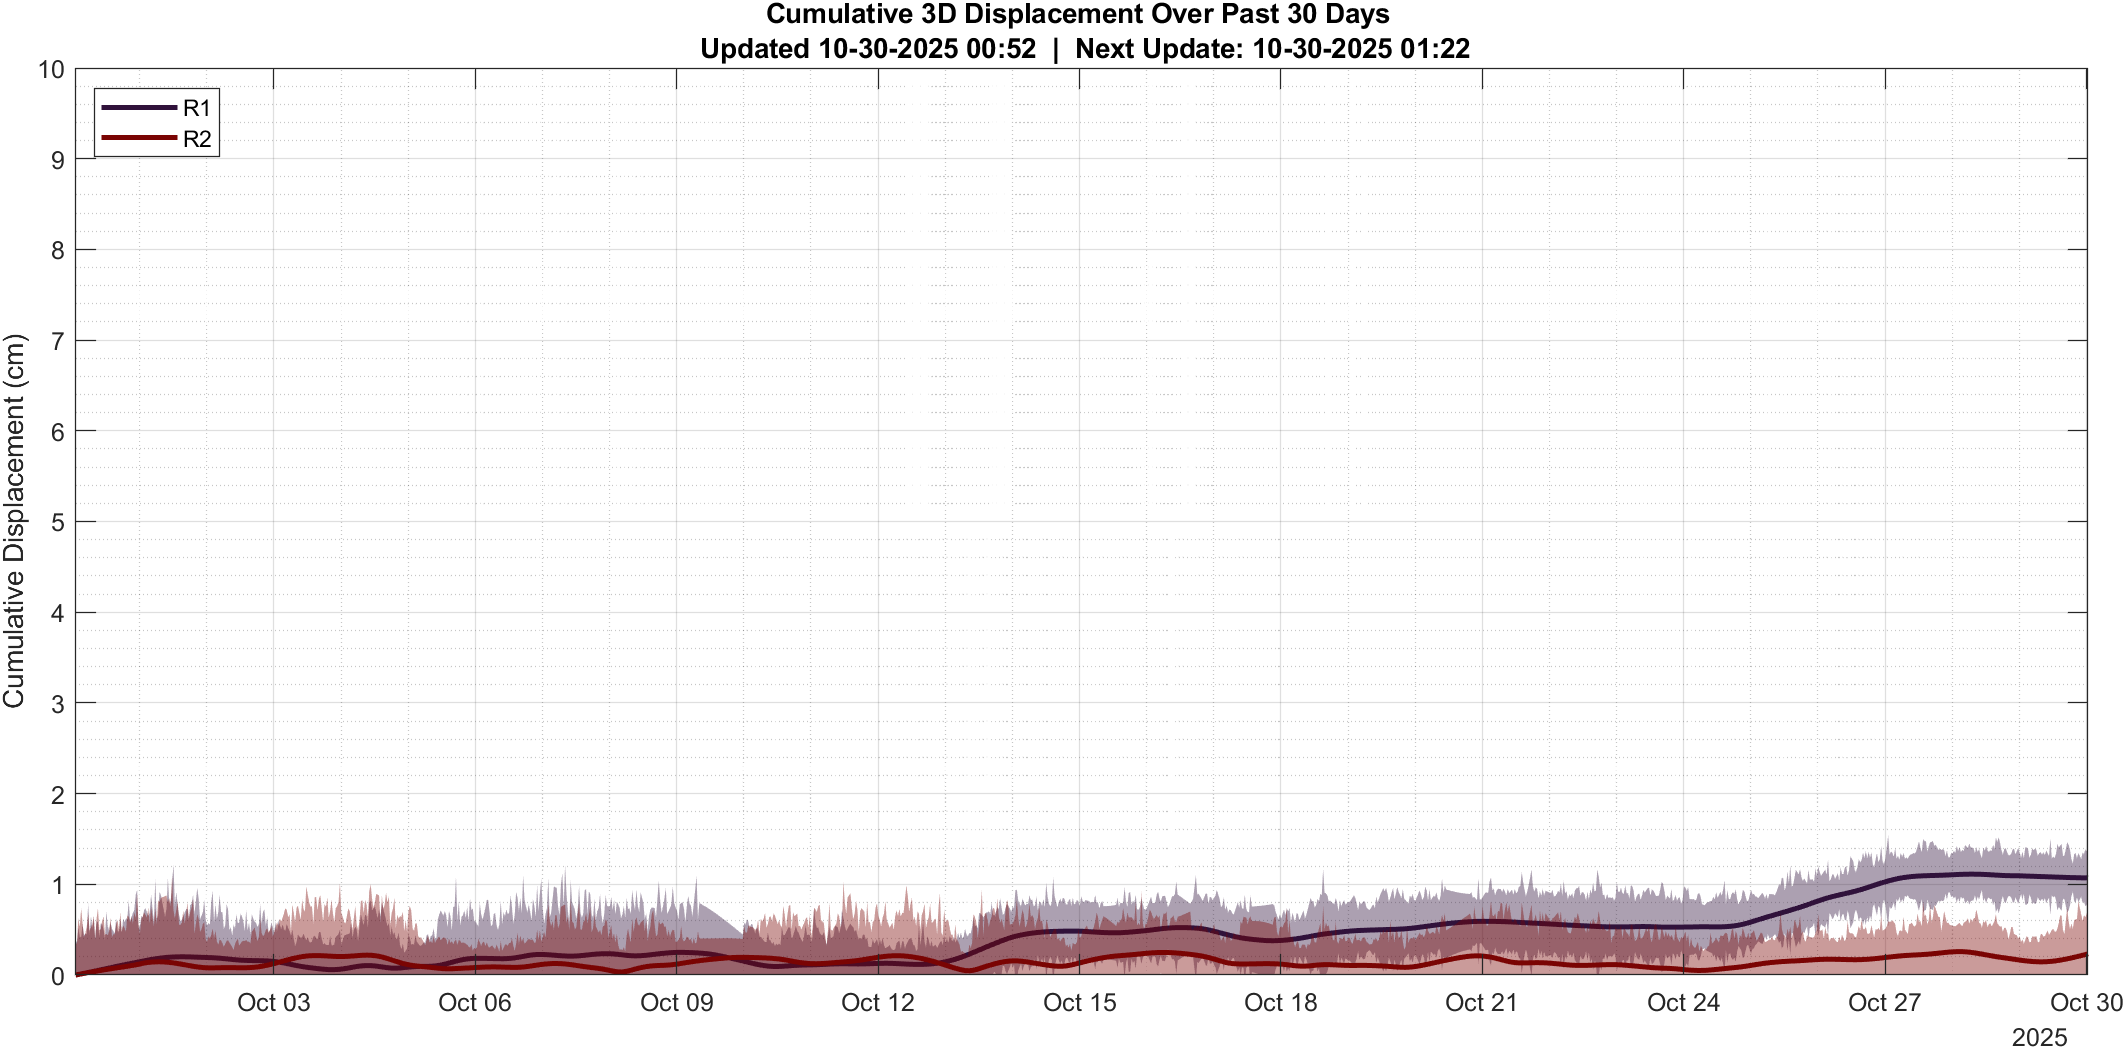 Cumulative 3D Displacement Over Past 30 Days
Updated 10-30-2025 00:52 | Next Update: 10-30-2025 01:22
10
9
8
7
6
5
4
3
2
1
0
Cumulative Displacement (cm)
R1
R2
Oct 03
Oct 06
Oct 09
Oct 12
Oct 15
Oct 18
Oct 21
Oct 24
Oct 27
Oct 30
2025